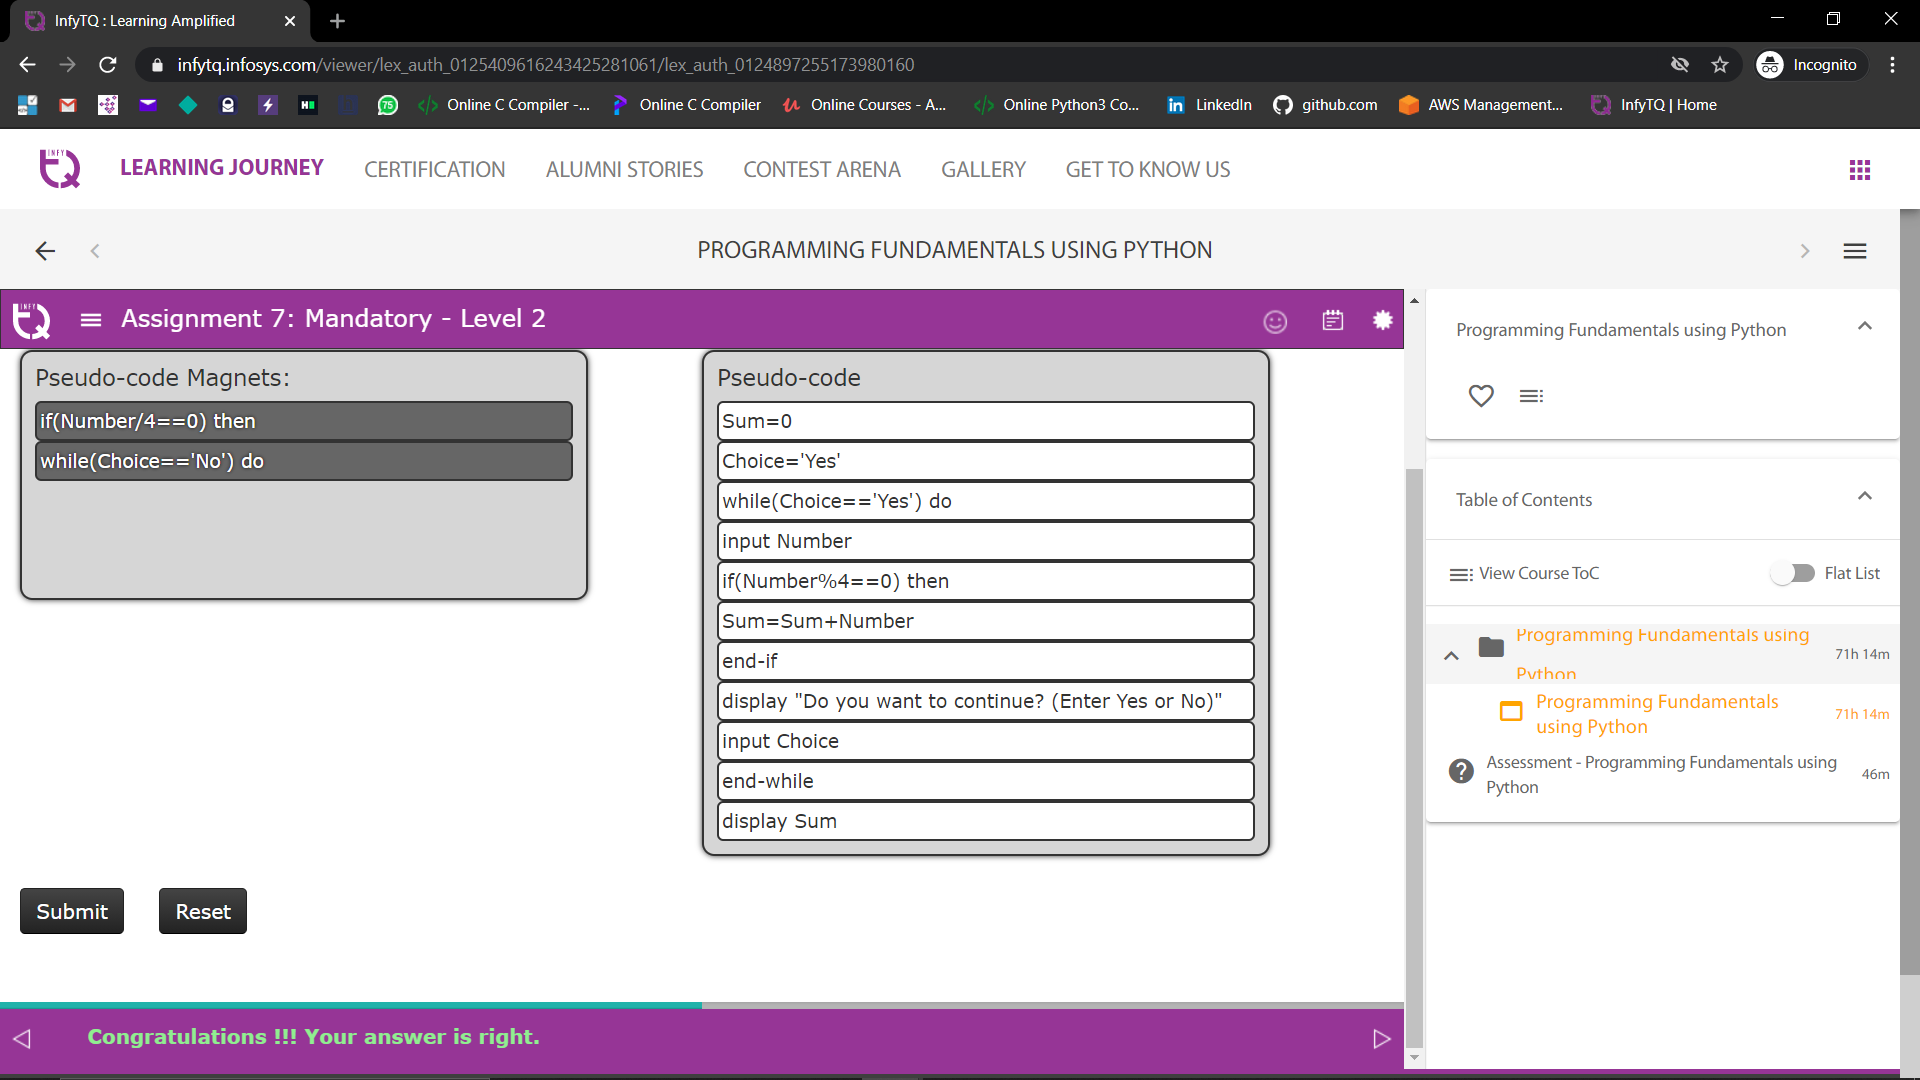 InfyTQ : Learning Amplified
infytq.infosys.com/viewer/lex_auth_0125409616243425281061/lex_auth_0124897255173980160
Incognito
75
Online C Compiler -...
Online C Compiler
Online Courses - A...
Online Python3 Co...
LinkedIn
github.com
AWS Management...
InfyTQ | Home
LEARNING JOURNEY
CERTIFICATION
ALUMNI STORIES
CONTEST ARENA
GALLERY
GET TO KNOW US
PROGRAMMING FUNDAMENTALS USING PYTHON
Assignment 7: Mandatory - Level 2
Pseudo-code Magnets:
if(Number/4==0) then
while(Choice=='No') do
Pseudo-code
Sum=0
Choice='Yes'
while(Choice=='Yes') do
input Number
if(Number%4==0) then
Sum=Sum+Number
end-if
display "Do you want to continue? (Enter Yes or No)"
input Choice
end-while
display Sum
Submit
Reset
Congratulations !!! Your answer is right.
Programming Fundamentals using Python
Table of Contents
View Course ToC
Flat List
Programming Fundamentals using
Python
71h 14m
Programming Fundamentals
using Python
71h 14m
Assessment - Programming Fundamentals using
Python
46m